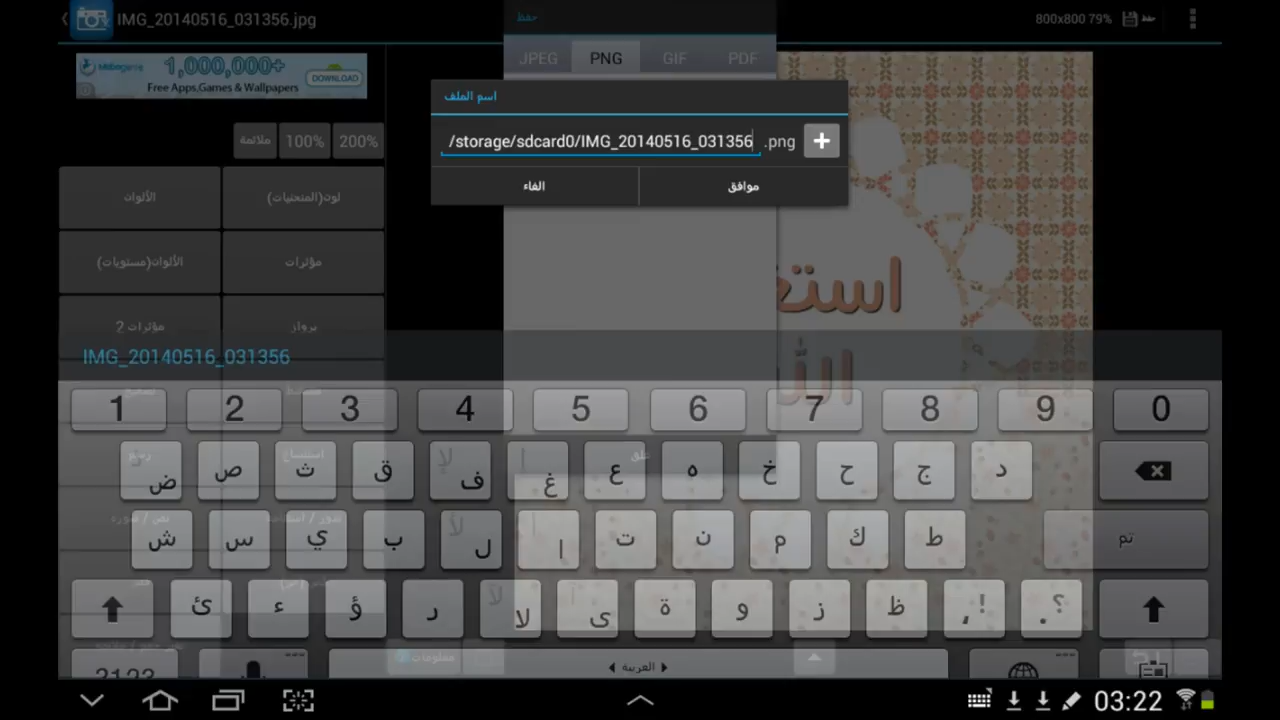 IMG_20140516_031356.jpg
800x800 79%
حفظ
حفظ
JPEG PNG GIF PDF
1,000,000+
Free Apps,Games & Wallpapers
DOWNLOAD
اسم الملف
/storage/sdcard0/IMG_20140516_031356 .png
الغاء
موافق
ملائمة 100% 200%
الألوان
لون(المنحنيات)
الألوان(مستويات)
مؤثرات
مؤثرات 2
برواز
IMG_20140516_031356
1 2 3 4 5 6 7 8 9 0
ض ص ث ق ف غ ع ه خ ح ج د
ش س ي ب ل ا ت ن م ك ط
تم
ئ ء ؤ ر لا ى ة و ز ظ ! ، ؟ .
معلومات
العربية
03:22